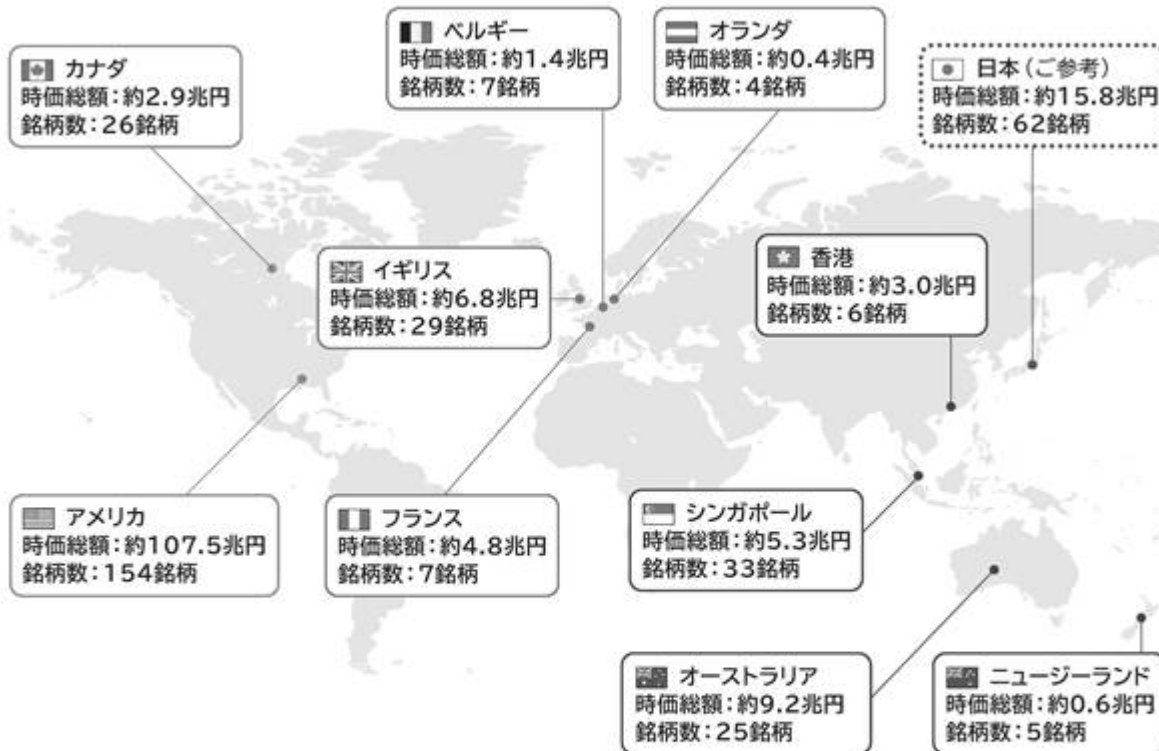 カナダ
時価総額：約2.9兆円
銘柄数：26銘柄
ベルギー
時価総額：約1.4兆円
銘柄数：7銘柄
オランダ
時価総額：約0.4兆円
銘柄数：4銘柄
日本（ご参考）
時価総額：約15.8兆円
銘柄数：62銘柄
イギリス
時価総額：約6.8兆円
銘柄数：29銘柄
香港
時価総額：約3.0兆円
銘柄数：6銘柄
アメリカ
時価総額：約107.5兆円
銘柄数：154銘柄
フランス
時価総額：約4.8兆円
銘柄数：7銘柄
シンガポール
時価総額：約5.3兆円
銘柄数：33銘柄
オーストラリア
時価総額：約9.2兆円
銘柄数：25銘柄
ニュージーランド
時価総額：約0.6兆円
銘柄数：5銘柄